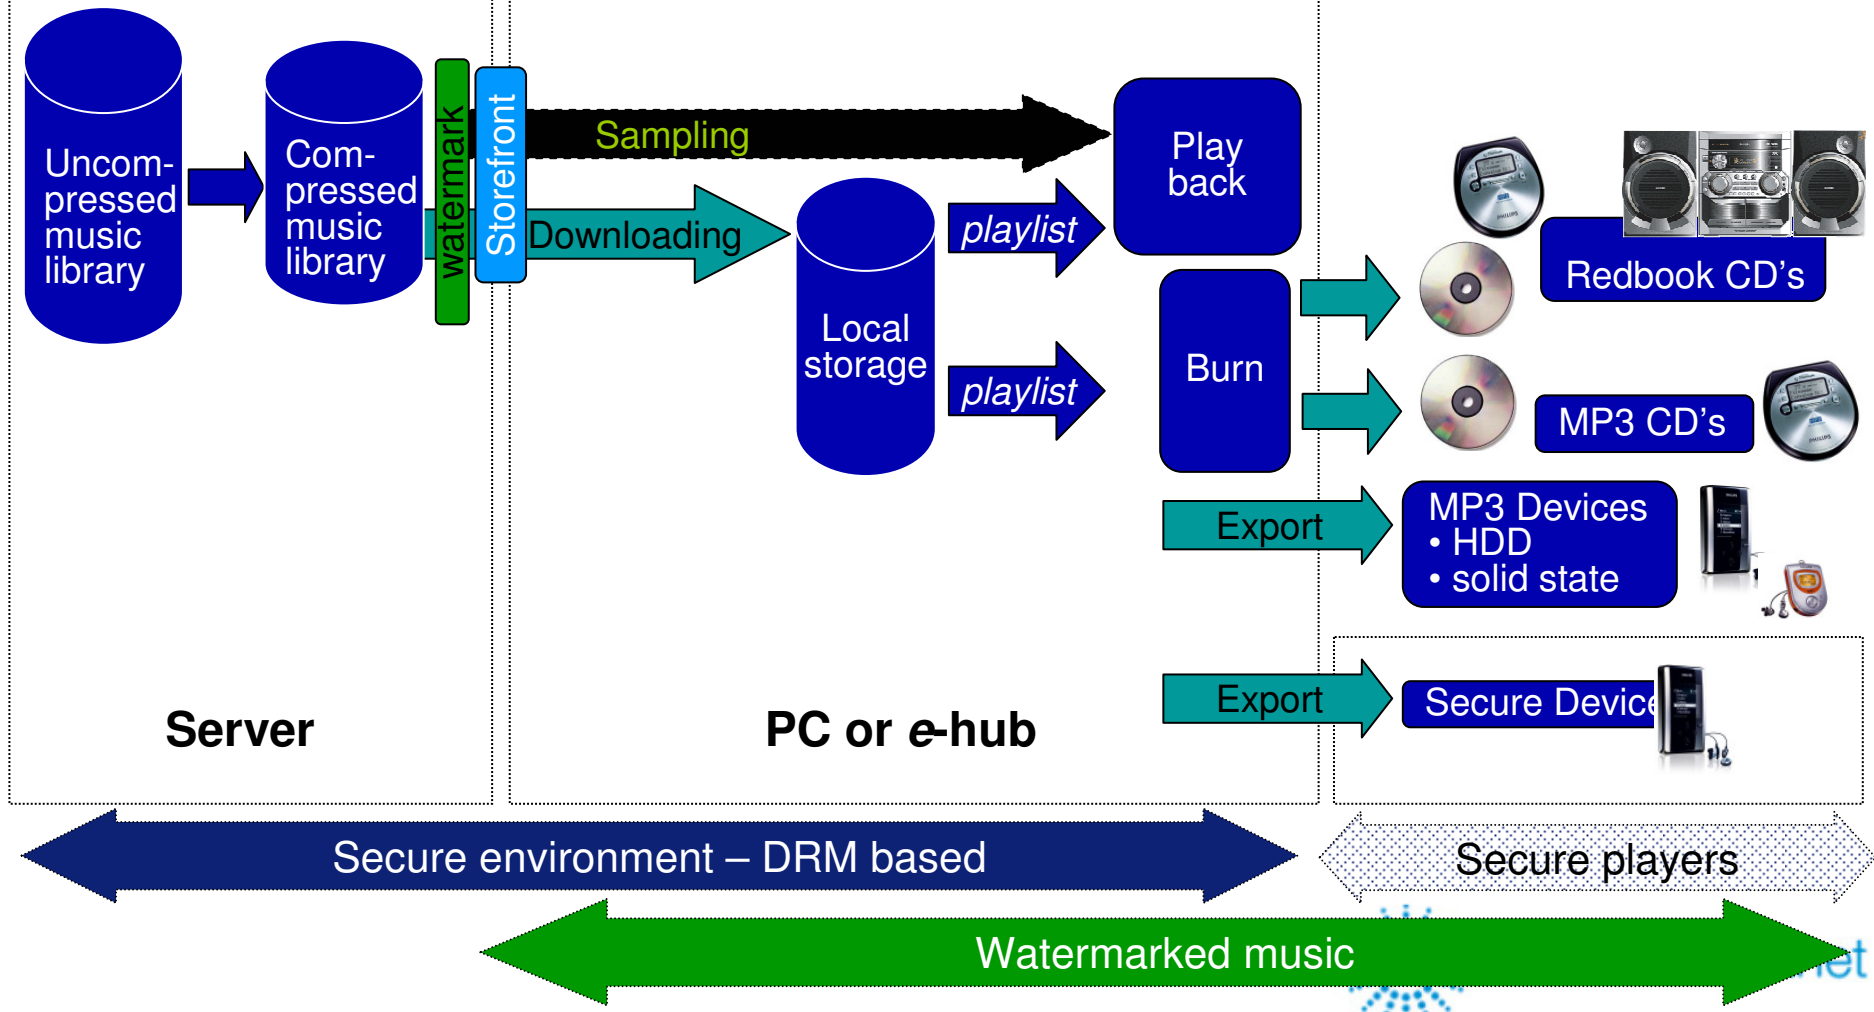 Uncom-
pressed
music
library
Com-
pressed
music
library
watermark
Storefront
Sampling
Downloading
Local
storage
playlist
playlist
Play
back
Burn
Redbook CD's
MP3 CD's
Export
MP3 Devices
• HDD
• solid state
Export
Secure Device
Server
PC or e-hub
Secure environment – DRM based
Secure players
Watermarked music